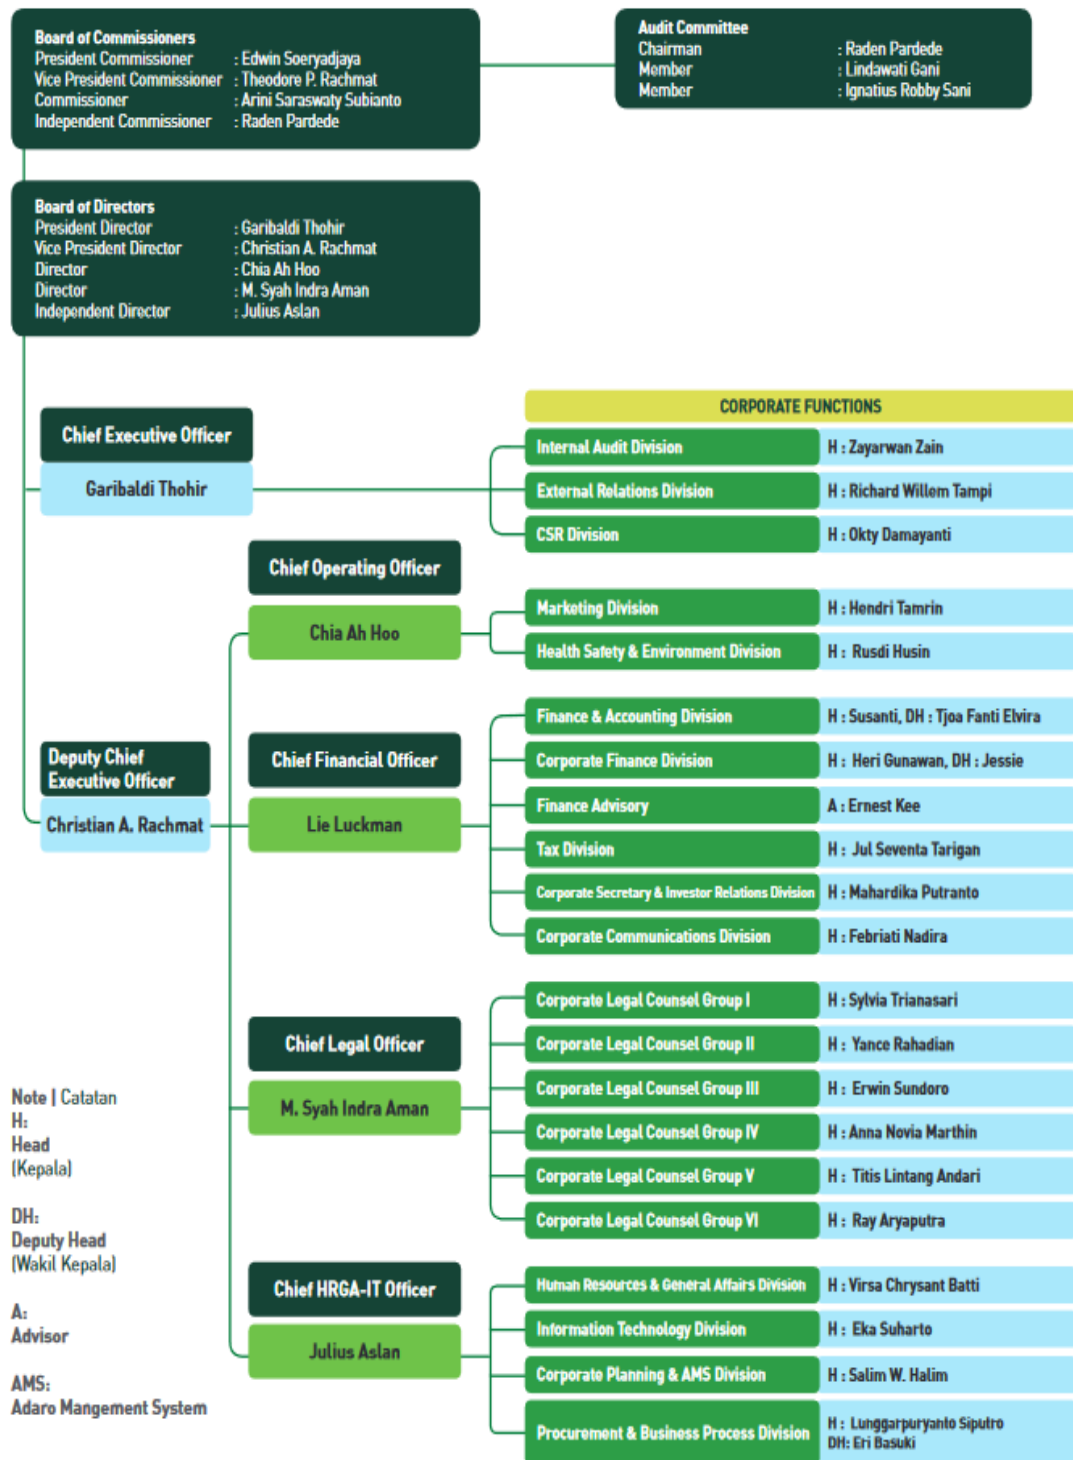 Board of Commissioners
President Commissioner : Edwin Soeryadjaya
Vice President Commissioner : Theodore P. Rachmat
Commissioner : Arini Saraswaty Subianto
Independent Commissioner : Raden Pardede
Audit Committee
Chairman : Raden Pardede
Member : Lindawati Gani
Member : Ignatius Robby Sani
Board of Directors
President Director : Garibaldi Thohir
Vice President Director : Christian A. Rachmat
Director : Chia Ah Hoo
Director : M. Syah Indra Aman
Independent Director : Julius Aslan
CORPORATE FUNCTIONS
Chief Executive Officer
Garibaldi Thohir
Internal Audit Division H : Zayarwan Zain
External Relations Division H : Richard Willem Tampi
CSR Division H : Okty Damayanti
Deputy Chief
Executive Officer
Christian A. Rachmat
Chief Operating Officer
Chia Ah Hoo
Marketing Division H : Hendri Tamrin
Health Safety & Environment Division H : Rusdi Husin
Chief Financial Officer
Lie Luckman
Finance & Accounting Division H : Susanti, DH : Tjoa Fanti Elvira
Corporate Finance Division H : Heri Gunawan, DH : Jessie
Finance Advisory A : Ernest Kee
Tax Division H : Jul Seventa Tarigan
Corporate Secretary & Investor Relations Division H : Mahardika Putranto
Corporate Communications Division H : Febriati Nadira
Chief Legal Officer
M. Syah Indra Aman
Corporate Legal Counsel Group I H : Sylvia Trianasari
Corporate Legal Counsel Group II H : Yance Rahadian
Corporate Legal Counsel Group III H : Erwin Sundoro
Corporate Legal Counsel Group IV H : Anna Novia Marthin
Corporate Legal Counsel Group V H : Titis Lintang Andari
Corporate Legal Counsel Group VI H : Ray Aryaputra
Chief HRGA-IT Officer
Julius Aslan
Human Resources & General Affairs Division H : Virsa Chrysant Batti
Information Technology Division H : Eka Suharto
Corporate Planning & AMS Division H : Salim W. Halim
Procurement & Business Process Division H : Lunggarpuryanto Siputro
DH: Eri Basuki
Note | Catatan
H:
Head
(Kepala)
DH:
Deputy Head
(Wakil Kepala)
A:
Advisor
AMS:
Adaro Mangement System